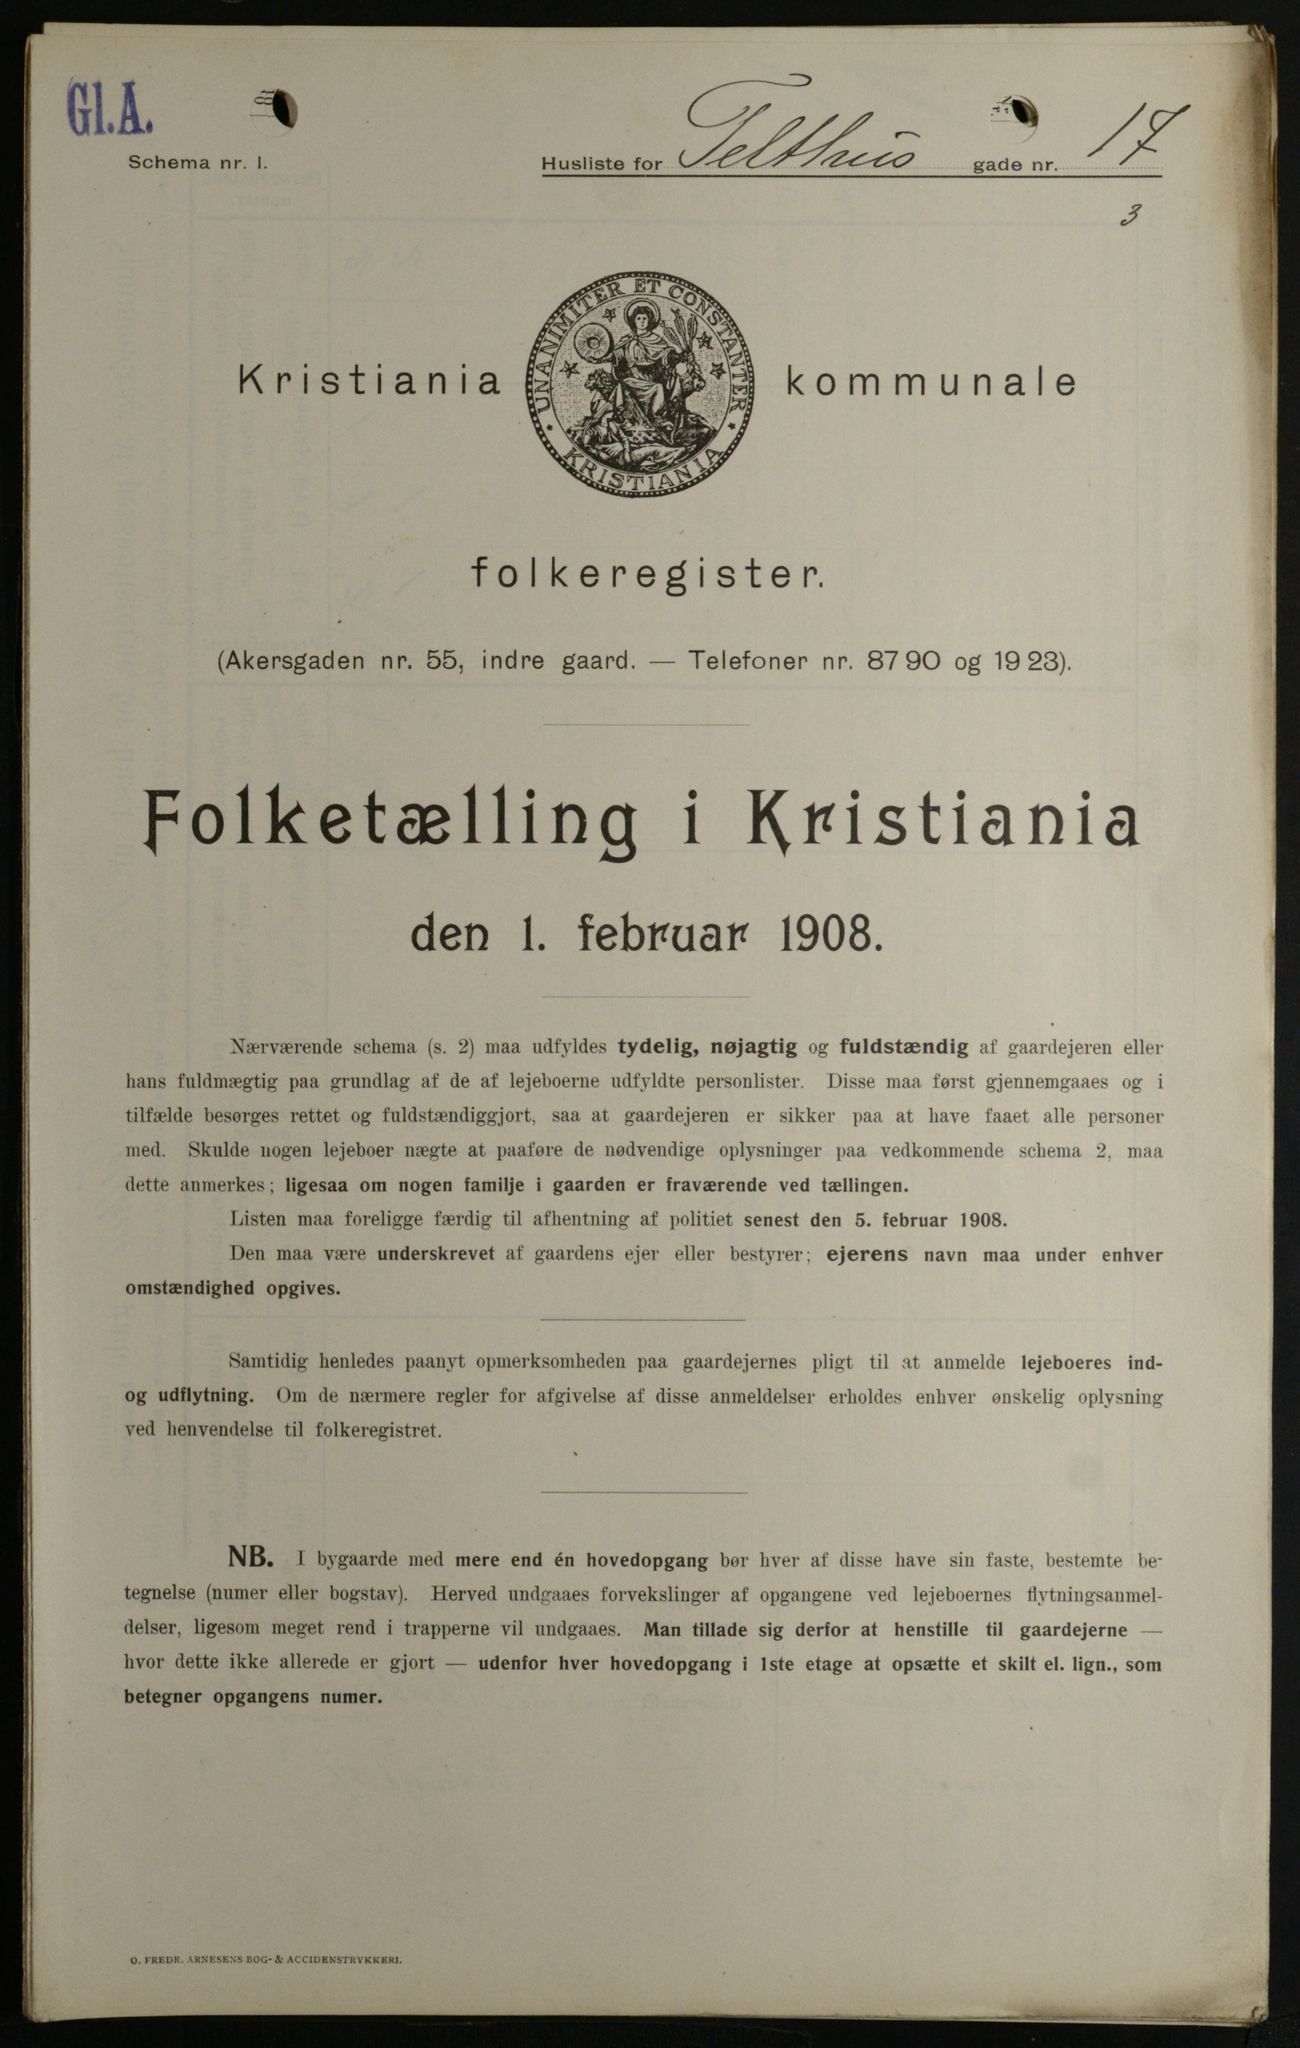 Gl.A.
Schema nr. 1.
Husliste for Telthus gade nr. 17
3
UNANIMITER ET CONSTANTER
KRISTIANIA
Kristiania kommunale
folkeregister.
(Akersgaden nr. 55, indre gaard. — Telefoner nr. 87 90 og 19 23).
Folketælling i Kristiania
den 1. februar 1908.
Nærværende schema (s. 2) maa udfyldes tydelig, nøjagtig og fuldstændig af gaardejeren eller
hans fuldmægtig paa grundlag af de af lejeboerne udfyldte personlister. Disse maa først gjennemgaaes og i
tilfælde besørges rettet og fuldstændiggjort, saa at gaardejeren er sikker paa at have faaet alle personer
med. Skulde nogen lejeboer nægte at paaføre de nødvendige oplysninger paa vedkommende schema 2, maa
dette anmerkes; ligesaa om nogen familje i gaarden er fraværende ved tællingen.
Listen maa foreligge færdig til afhentning af politiet senest den 5. februar 1908.
Den maa være underskrevet af gaardens ejer eller bestyrer; ejerens navn maa under enhver
omstændighed opgives.
Samtidig henledes paanyt opmerksomheden paa gaardejernes pligt til at anmelde lejeboeres ind-
og udflytning. Om de nærmere regler for afgivelse af disse anmeldelser erholdes enhver ønskelig oplysning
ved henvendelse til folkeregistret.
NB. I bygaarde med mere end én hovedopgang bør hver af disse have sin faste, bestemte be-
tegnelse (numer eller bogstav). Herved undgaaes forvekslinger af opgangene ved lejeboernes flytningsanmel-
delser, ligesom meget rend i trapperne vil undgaaes. Man tillade sig derfor at henstille til gaardejerne —
hvor dette ikke allerede er gjort — udenfor hver hovedopgang i 1ste etage at opsætte et skilt el. lign., som
betegner opgangens numer.
O. FREDR. ARNESENS BOG- & ACCIDENSTRYKKERI.